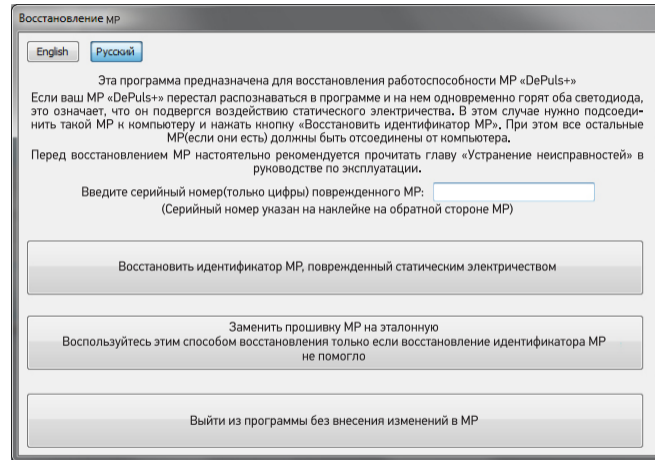 Восстановление МР
English Русский
Эта программа предназначена для восстановления работоспособности МР «DePuls+»
Если ваш МР «DePuls+» перестал распознаваться в программе и на нем одновременно горят оба светодиода,
это означает, что он подвергся воздействию статического электричества. В этом случае нужно подсоеди-
нить такой МР к компьютеру и нажать кнопку «Восстановить идентификатор МР». При этом все остальные
МР(если они есть) должны быть отсоединены от компьютера.
Перед восстановлением МР настоятельно рекомендуется прочитать главу «Устранение неисправностей» в
руководстве по эксплуатации.
Введите серийный номер(только цифры) поврежденного МР:
(Серийный номер указан на наклейке на обратной стороне МР)
Восстановить идентификатор МР, поврежденный статическим электричеством
Заменить прошивку МР на эталонную
Воспользуйтесь этим способом восстановления только если восстановление идентификатора МР
не помогло
Выйти из программы без внесения изменений в МР